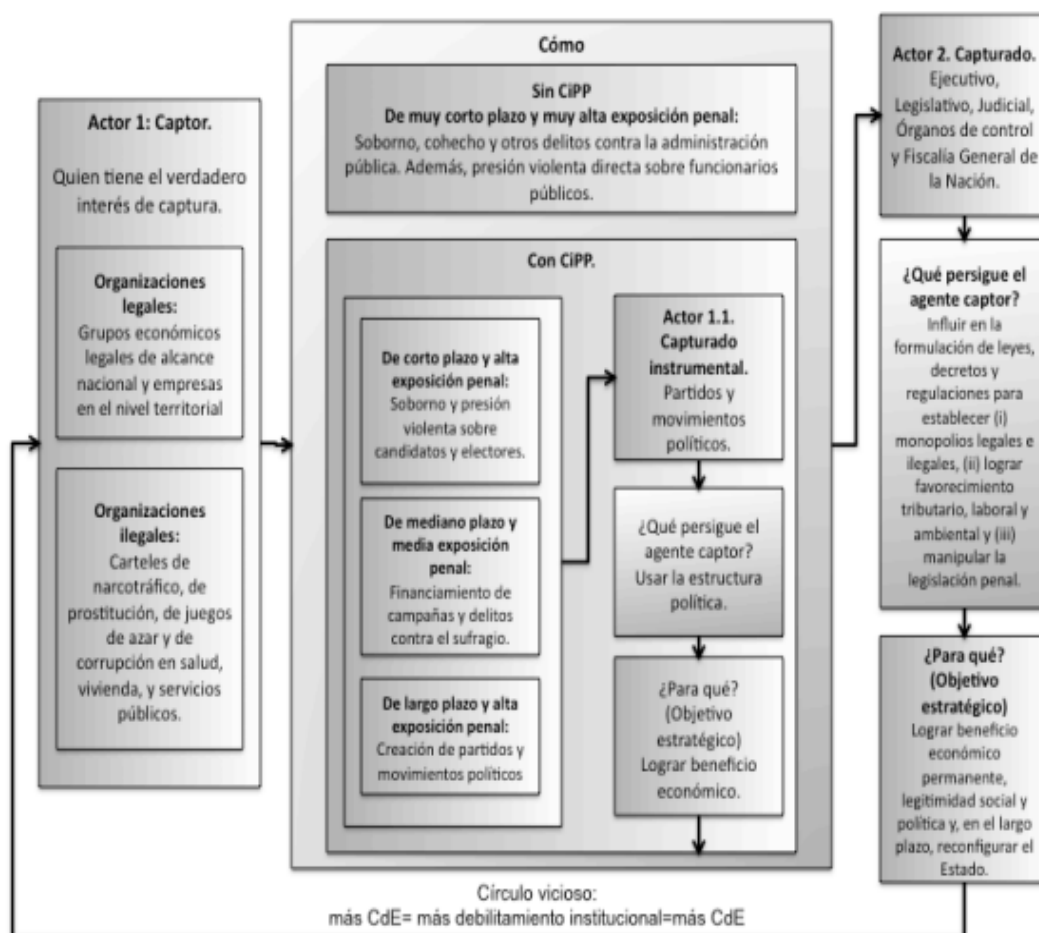 Actor 1: Captor.
Quien tiene el verdadero
interés de captura.
Organizaciones
legales:
Grupos económicos
legales de alcance
nacional y empresas
en el nivel territorial
Organizaciones
ilegales:
Carteles de
narcotráfico, de
prostitución, de juegos
de azar y de
corrupción en salud,
vivienda, y servicios
públicos.
Cómo
Sin CiPP
De muy corto plazo y muy alta exposición penal:
Soborno, cohecho y otros delitos contra la administración
pública. Además, presión violenta directa sobre funcionarios
públicos.
Con CiPP.
De corto plazo y alta
exposición penal:
Soborno y presión
violenta sobre
candidatos y electores.
De mediano plazo y
media exposición
penal:
Financiamiento de
campañas y delitos
contra el sufragio.
De largo plazo y alta
exposición penal:
Creación de partidos y
movimientos políticos
Actor 1.1.
Capturado
instrumental.
Partidos y
movimientos
políticos.
¿Qué persigue el
agente captor?
Usar la estructura
política.
¿Para qué?
(Objetivo
estratégico)
Lograr beneficio
económico.
Actor 2. Capturado.
Ejecutivo,
Legislativo, Judicial,
Órganos de control
y Fiscalía General de
la Nación.
¿Qué persigue el
agente captor?
Influir en la
formulación de leyes,
decretos y
regulaciones para
establecer (i)
monopolios legales e
ilegales, (ii) lograr
favorecimiento
tributario, laboral y
ambiental y (iii)
manipular la
legislación penal.
¿Para qué?
(Objetivo
estratégico)
Lograr beneficio
económico
permanente,
legitimidad social y
política y, en el largo
plazo, reconfigurar el
Estado.
Círculo vicioso:
más CdE= más debilitamiento institucional=más CdE